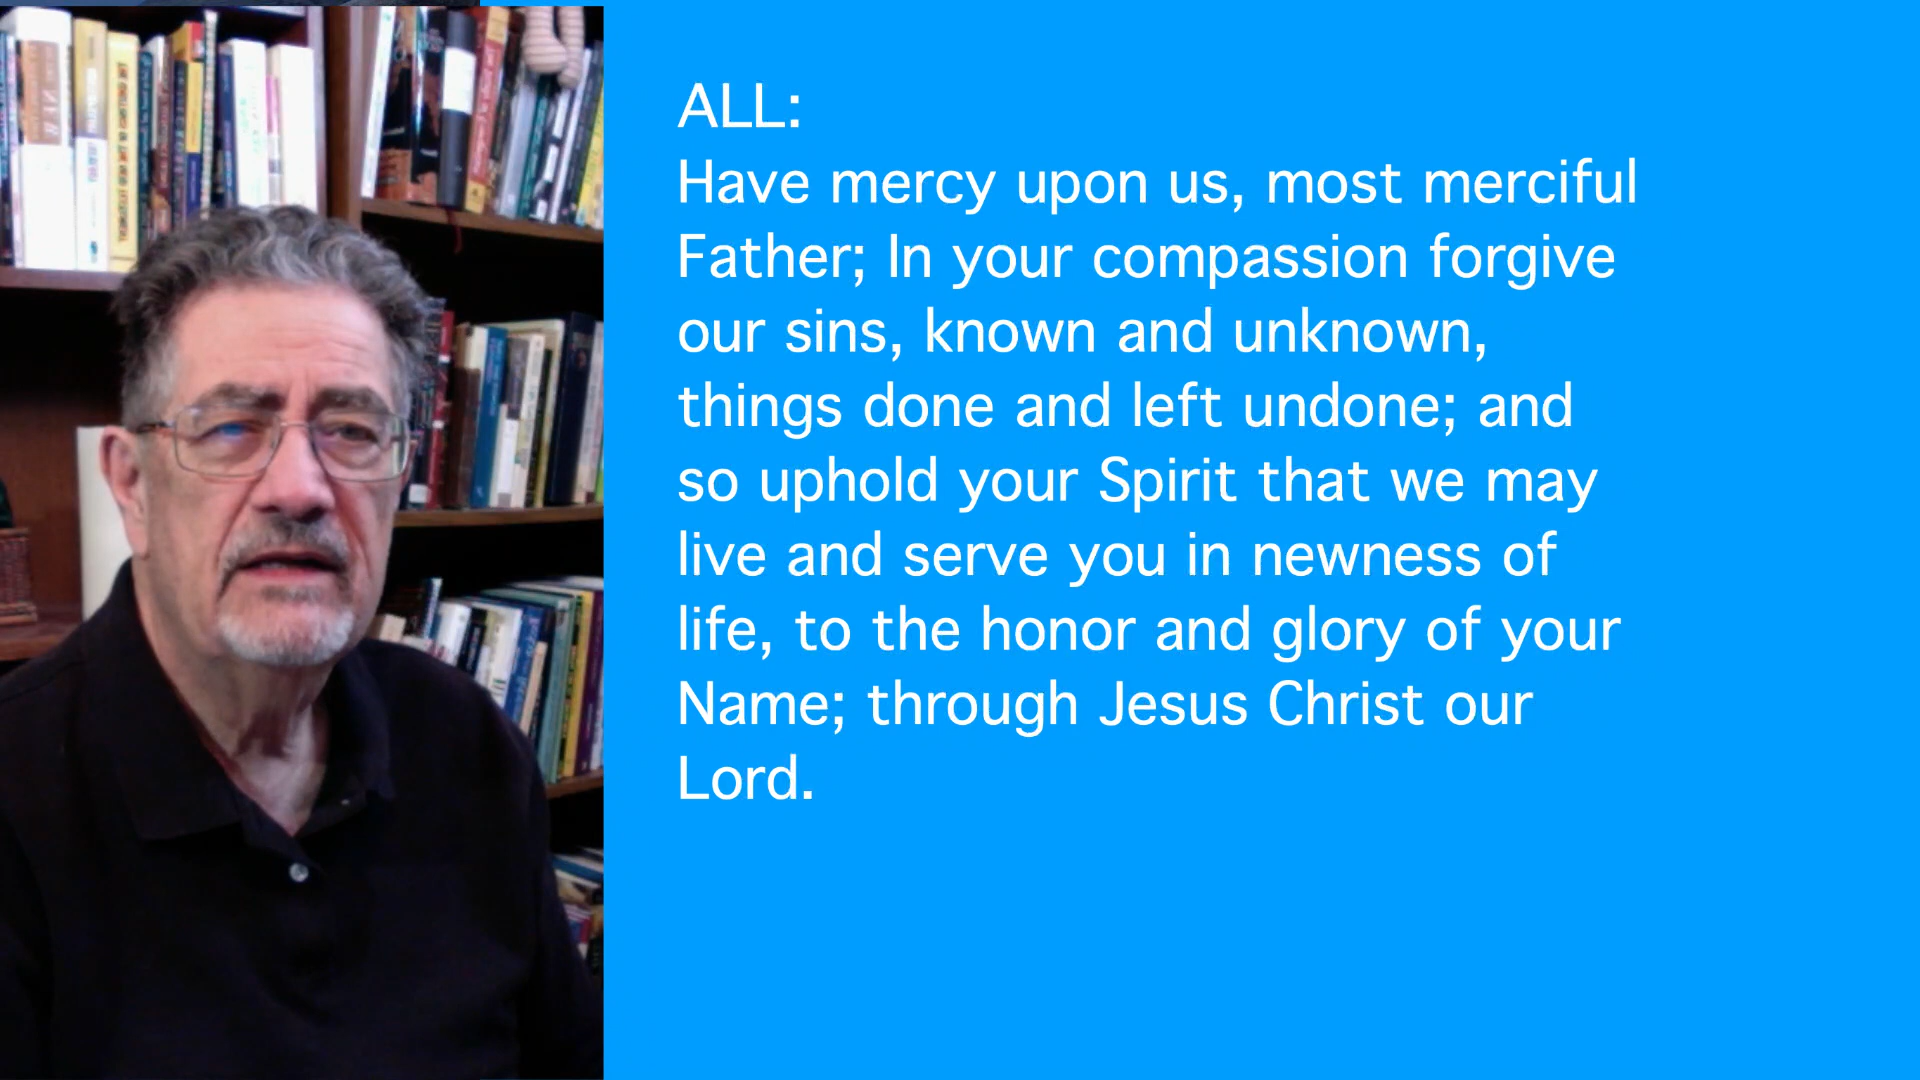 ALL:
Have mercy upon us, most merciful
Father; In your compassion forgive
our sins, known and unknown,
things done and left undone; and
so uphold your Spirit that we may
live and serve you in newness of
life, to the honor and glory of your
Name; through Jesus Christ our
Lord.